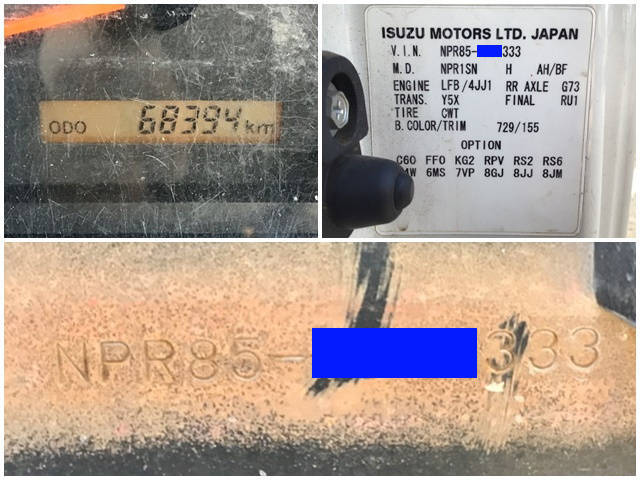 ODO 68394 km
ISUZU MOTORS LTD. JAPAN
V.I.N. NPR85- 333
M.D. NPR1SN H AH/BF
ENGINE LFB/4JJ1 RR AXLE G73
TRANS. Y5X FINAL RU1
TIRE CWT
B.COLOR/TRIM 729/155
OPTION
C60 FF0 KG2 RPV RS2 RS6
6MS 7VP 8GJ 8JJ 8JM
NPR85- 333